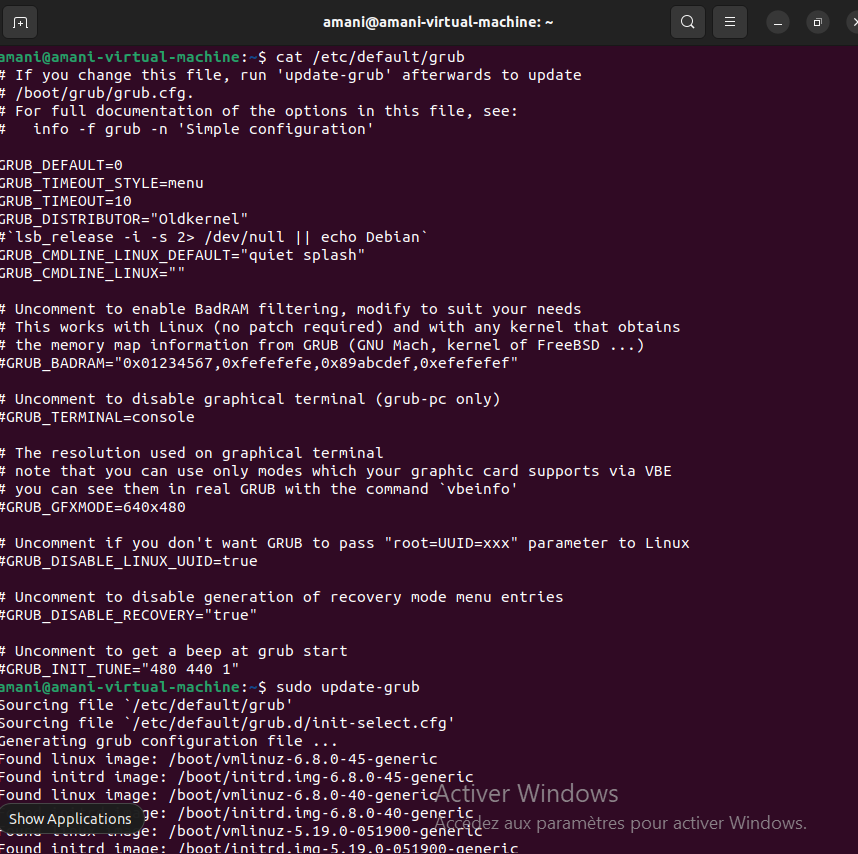 amani@amani-virtual-machine: ~
amani@amani-virtual-machine:~$ cat /etc/default/grub
# If you change this file, run 'update-grub' afterwards to update
# /boot/grub/grub.cfg.
# For full documentation of the options in this file, see:
#   info -f grub -n 'Simple configuration'

GRUB_DEFAULT=0
GRUB_TIMEOUT_STYLE=menu
GRUB_TIMEOUT=10
GRUB_DISTRIBUTOR="Oldkernel"
#`lsb_release -i -s 2> /dev/null || echo Debian`
GRUB_CMDLINE_LINUX_DEFAULT="quiet splash"
GRUB_CMDLINE_LINUX=""

# Uncomment to enable BadRAM filtering, modify to suit your needs
# This works with Linux (no patch required) and with any kernel that obtains
# the memory map information from GRUB (GNU Mach, kernel of FreeBSD ...)
#GRUB_BADRAM="0x01234567,0xfefefefe,0x89abcdef,0xefefefef"

# Uncomment to disable graphical terminal (grub-pc only)
#GRUB_TERMINAL=console

# The resolution used on graphical terminal
# note that you can use only modes which your graphic card supports via VBE
# you can see them in real GRUB with the command `vbeinfo'
#GRUB_GFXMODE=640x480

# Uncomment if you don't want GRUB to pass "root=UUID=xxx" parameter to Linux
#GRUB_DISABLE_LINUX_UUID=true

# Uncomment to disable generation of recovery mode menu entries
#GRUB_DISABLE_RECOVERY="true"

# Uncomment to get a beep at grub start
#GRUB_INIT_TUNE="480 440 1"
amani@amani-virtual-machine:~$ sudo update-grub
Sourcing file `/etc/default/grub'
Sourcing file `/etc/default/grub.d/init-select.cfg'
Generating grub configuration file ...
Found linux image: /boot/vmlinuz-6.8.0-45-generic
Found initrd image: /boot/initrd.img-6.8.0-45-generic
Found linux image: /boot/vmlinuz-6.8.0-40-generic
ge: /boot/initrd.img-6.8.0-40-generic
Found linux image: /boot/vmlinuz-5.19.0-051900-generic
Found initrd image: /boot/initrd.img-5.19.0-051900-generic
Show Applications
Activer Windows
Accédez aux paramètres pour activer Windows.